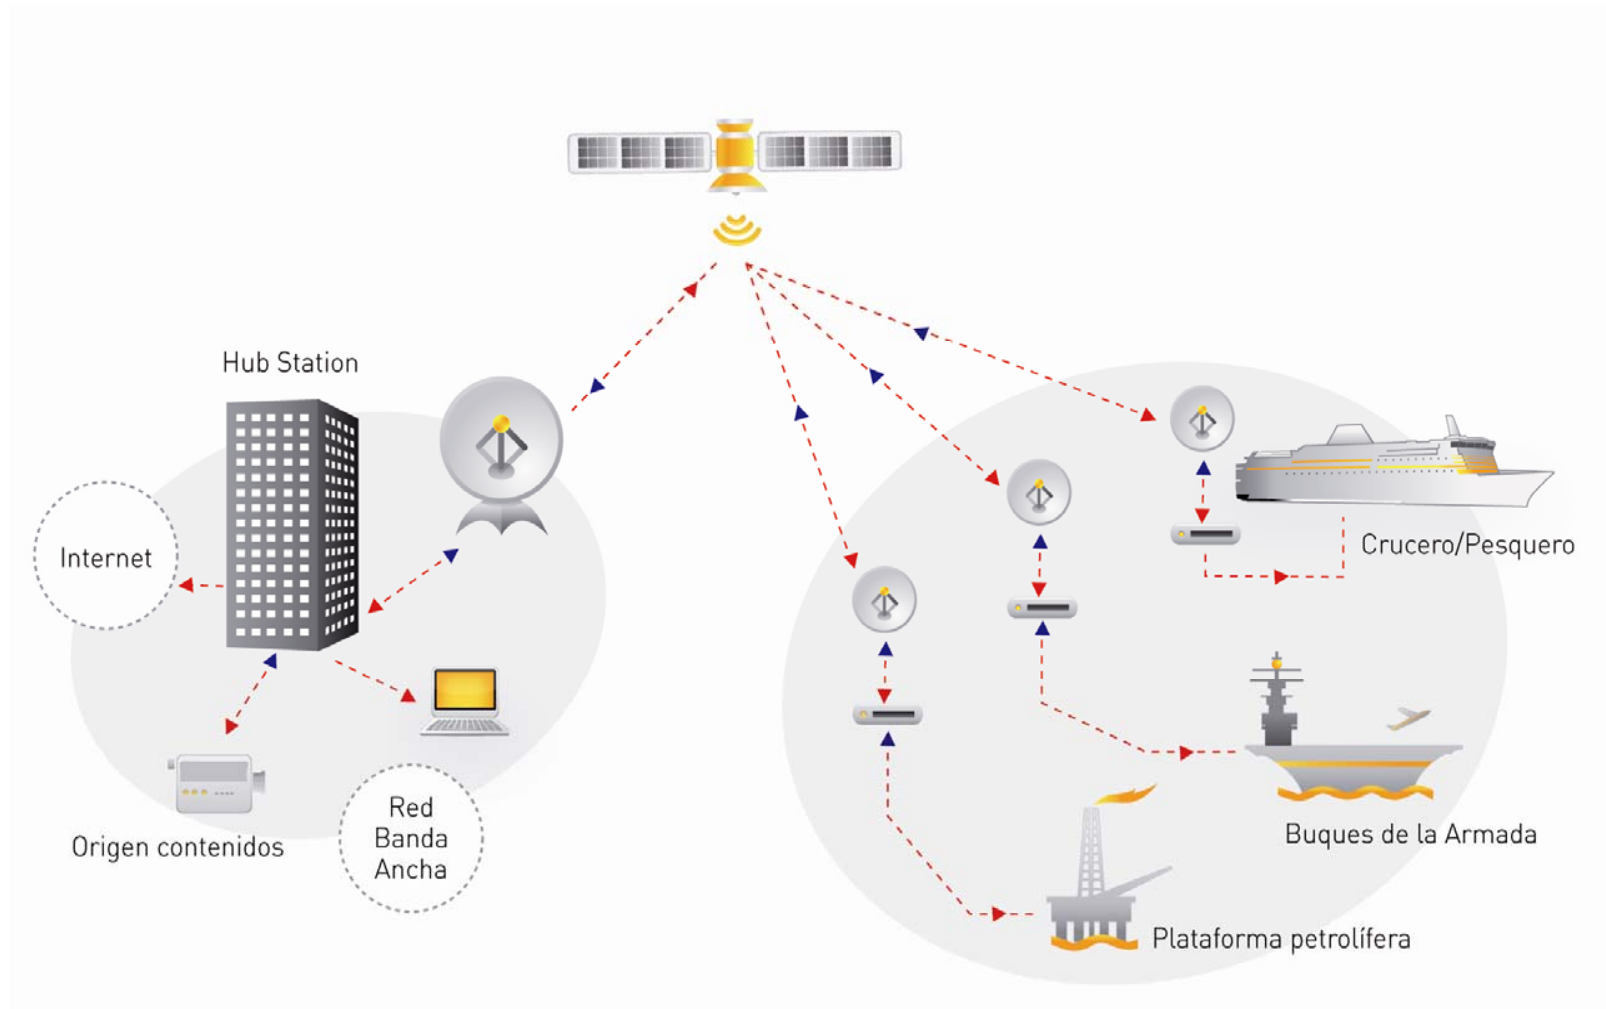 Hub Station
Internet
Origen contenidos
Red
Banda
Ancha
Crucero/Pesquero
Buques de la Armada
Plataforma petrolífera